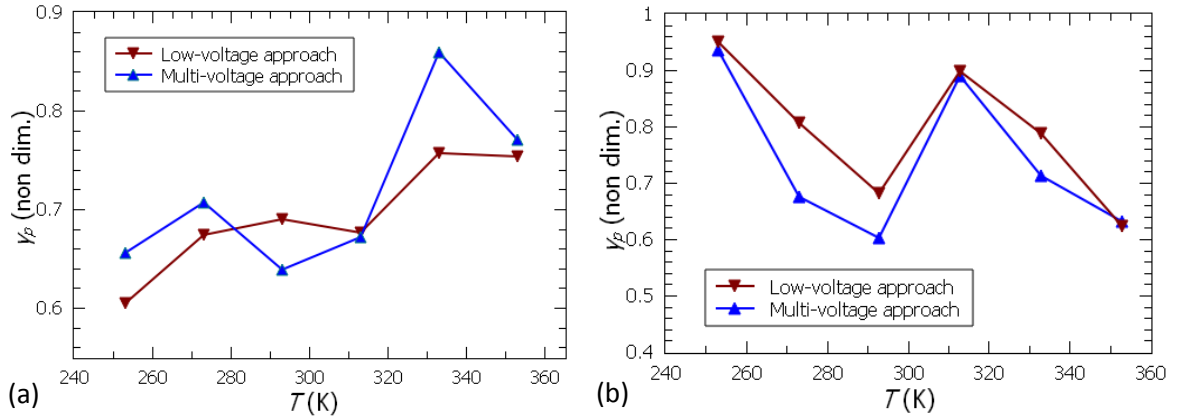 0.9
0.8
0.7
0.6
γp (non dim.)
Low-voltage approach
Multi-voltage approach
240 260 280 300 320 340 360
T (K)
(a)
1
0.9
0.8
0.7
0.6
0.5
0.4
γp (non dim.)
Low-voltage approach
Multi-voltage approach
240 260 280 300 320 340 360
T (K)
(b)